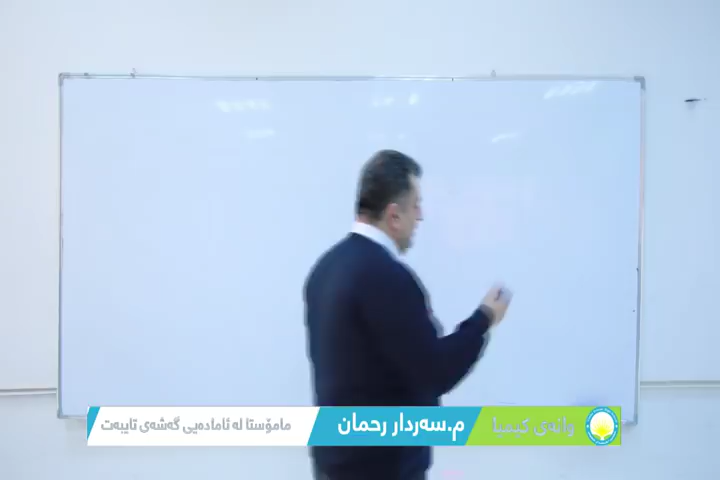 وانەی کیمیا
م.سەردار رحمان
مامۆستا لە ئامادەیی گەشەی تایبەت